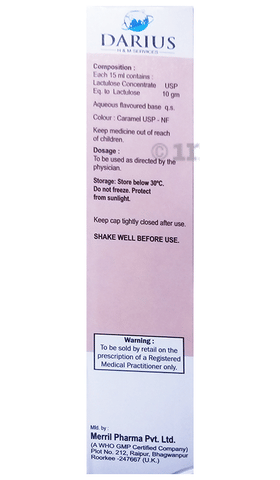 DARIUS
Composition :
Each 15 ml contains :
Lactulose Concentrate USP
Eq. to Lactulose 10 gm
Aqueous flavoured base q.s.
Colour : Caramel USP - NF
Keep medicine out of reach
of children.
Dosage :
To be used as directed by the
physician.
Storage: Store below 30°C.
Do not freeze. Protect
from sunlight.
Keep cap tightly closed after use.
SHAKE WELL BEFORE USE.
Warning :
To be sold by retail on the
prescription of a Registered
Medical Practitioner only.
Mfd. by :
Merril Pharma Pvt. Ltd.
(A WHO GMP Certified Company)
Plot No. 212, Raipur, Bhagwanpur
Roorkee -247667 (U.K.)